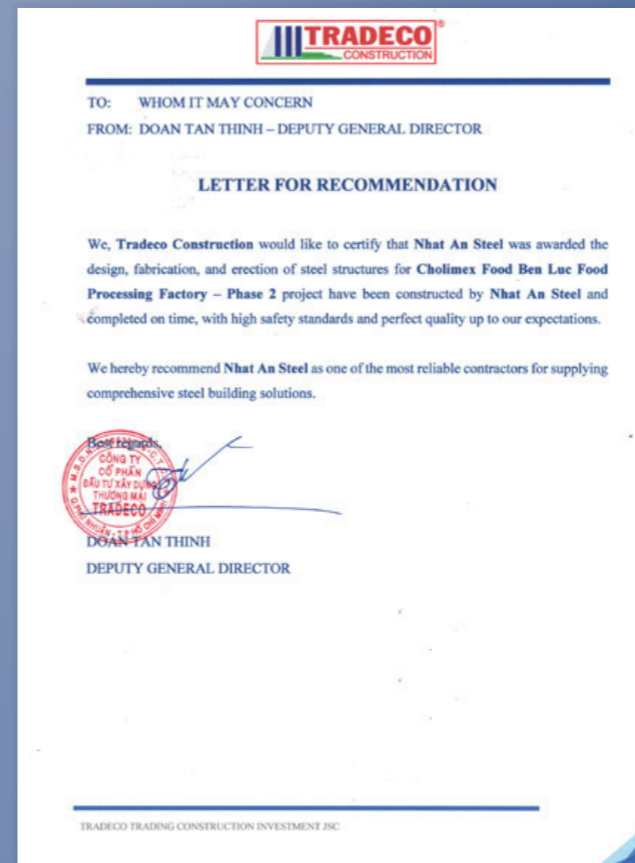 TRADECO®
CONSTRUCTION
TO: WHOM IT MAY CONCERN
FROM: DOAN TAN THINH – DEPUTY GENERAL DIRECTOR
LETTER FOR RECOMMENDATION
We, Tradeco Construction would like to certify that Nhat An Steel was awarded the
design, fabrication, and erection of steel structures for Cholimex Food Ben Luc Food
Processing Factory – Phase 2 project have been constructed by Nhat An Steel and
completed on time, with high safety standards and perfect quality up to our expectations.
We hereby recommend Nhat An Steel as one of the most reliable contractors for supplying
comprehensive steel building solutions.
Best regards,
CÔNG TY
CỔ PHẦN
ĐẦU TƯ XÂY DỰNG
THƯƠNG MẠI
TRADECO
Q.PHÚ NHUẬN - T.P HỒ CHÍ MINH
DOAN TAN THINH
DEPUTY GENERAL DIRECTOR
TRADECO TRADING CONSTRUCTION INVESTMENT JSC